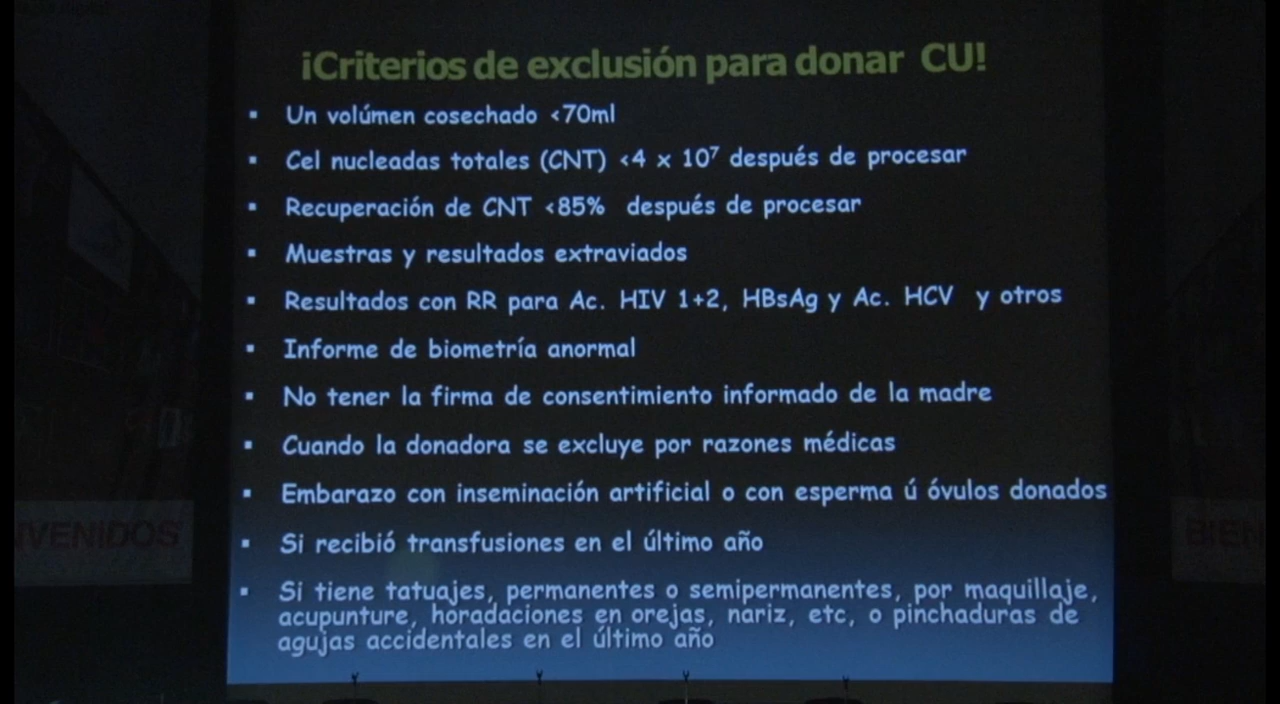 ¡Criterios de exclusión para donar CU!
▪ Un volúmen cosechado <70ml
▪ Cel nucleadas totales (CNT) <4 x 10⁷ después de procesar
▪ Recuperación de CNT <85% después de procesar
▪ Muestras y resultados extraviados
▪ Resultados con RR para Ac. HIV 1+2, HBsAg y Ac. HCV y otros
▪ Informe de biometría anormal
▪ No tener la firma de consentimiento informado de la madre
▪ Cuando la donadora se excluye por razones médicas
▪ Embarazo con inseminación artificial o con esperma ú óvulos donados
▪ Si recibió transfusiones en el último año
▪ Si tiene tatuajes, permanentes o semipermanentes, por maquillaje,
acupunture, horadaciones en orejas, nariz, etc, o pinchaduras de
agujas accidentales en el último año
NVENIDOS
BIEN